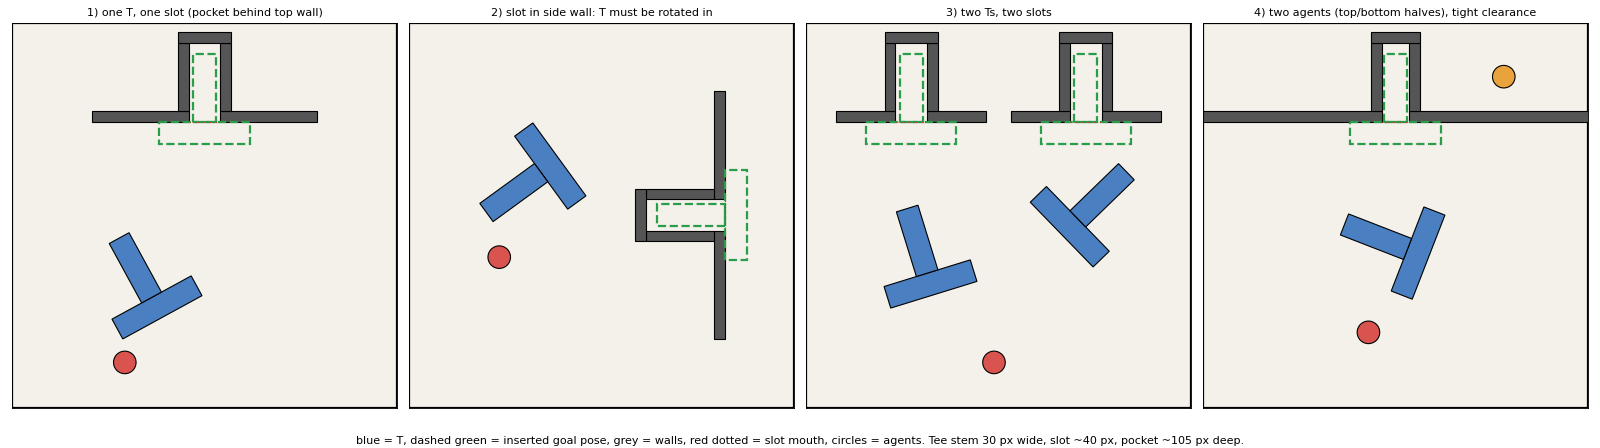 1) one T, one slot (pocket behind top wall)
2) slot in side wall: T must be rotated in
3) two Ts, two slots
4) two agents (top/bottom halves), tight clearance
blue = T, dashed green = inserted goal pose, grey = walls, red dotted = slot mouth, circles = agents. Tee stem 30 px wide, slot ~40 px, pocket ~105 px deep.